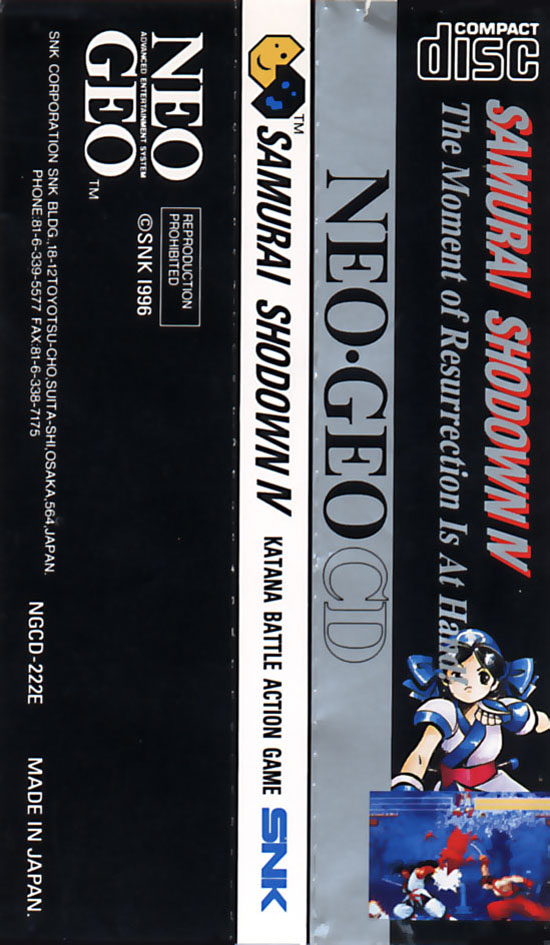 COMPACT
disc
SAMURAI SHODOWN IV
The Moment of Resurrection Is At Hand.
NEO·GEO CD
TM
SAMURAI SHODOWN IV
KATANA BATTLE ACTION GAME
SNK
NEO
ADVANCED ENTERTAINMENT SYSTEM
GEO TM
REPRODUCTION
PROHIBITED
©SNK 1996
SNK CORPORATION SNK BLDG.,18-12TOYOTSU-CHO,SUITA-SHI,OSAKA,564,JAPAN.
PHONE:81-6-339-5577 FAX:81-6-338-7175
NGCD-222E
MADE IN JAPAN.